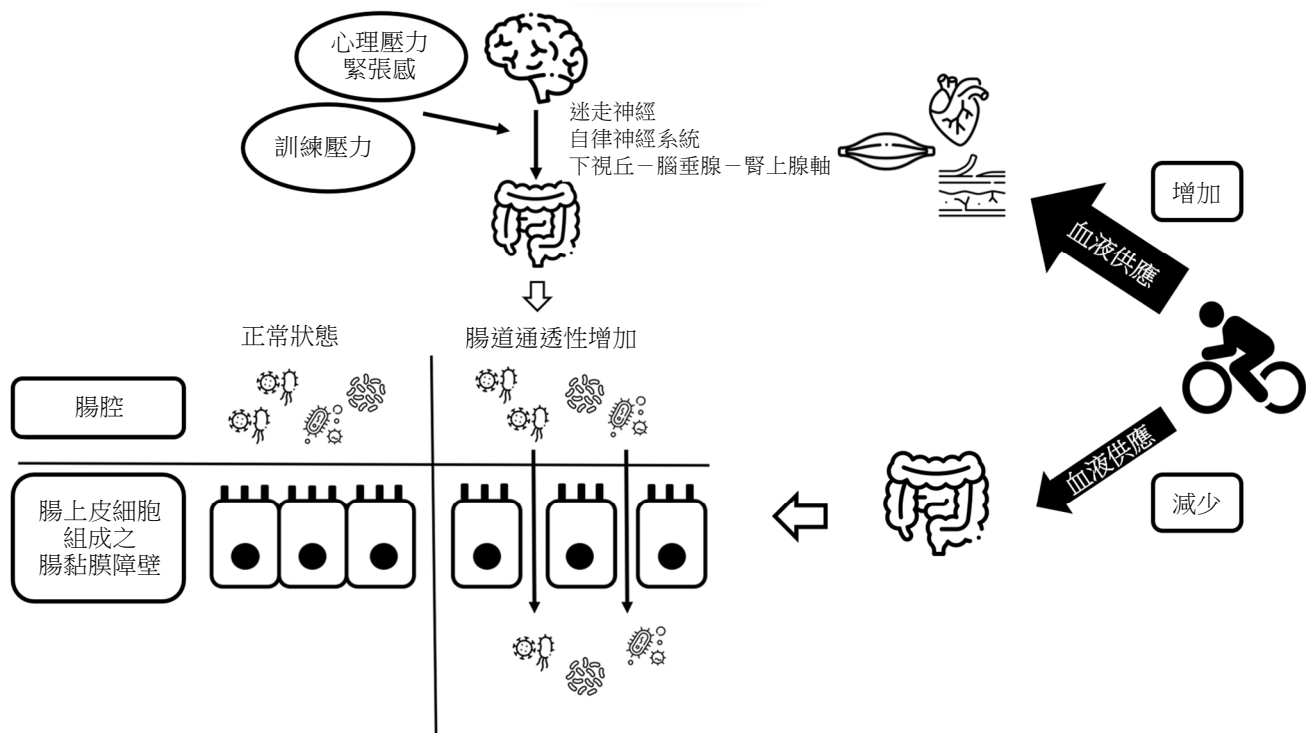 心理壓力
緊張感
訓練壓力
迷走神經
自律神經系統
下視丘－腦垂腺－腎上腺軸
增加
血液供應
正常狀態
腸道通透性增加
腸腔
血液供應
減少
腸上皮細胞
組成之
腸黏膜障壁